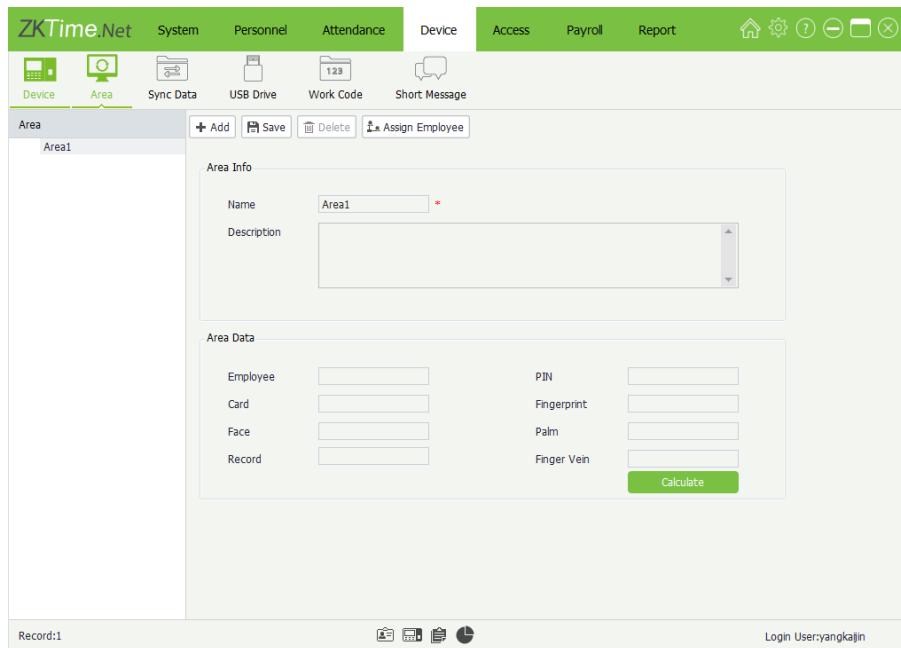 ZKTime.Net System Personnel Attendance Device Access Payroll Report ?
123
Device Area Sync Data USB Drive Work Code Short Message
Area + Add Save Delete Assign Employee
Area1
Area Info
Name Area1 *
Description
Area Data
Employee PIN
Card Fingerprint
Face Palm
Record Finger Vein
Calculate
Record:1 Login User:yangkaijin